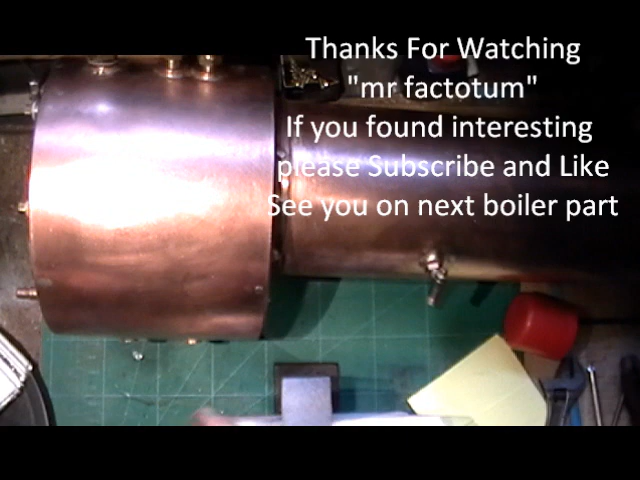 Thanks For Watching
"mr factotum"
If you found interesting
please Subscribe and Like
See you on next boiler part